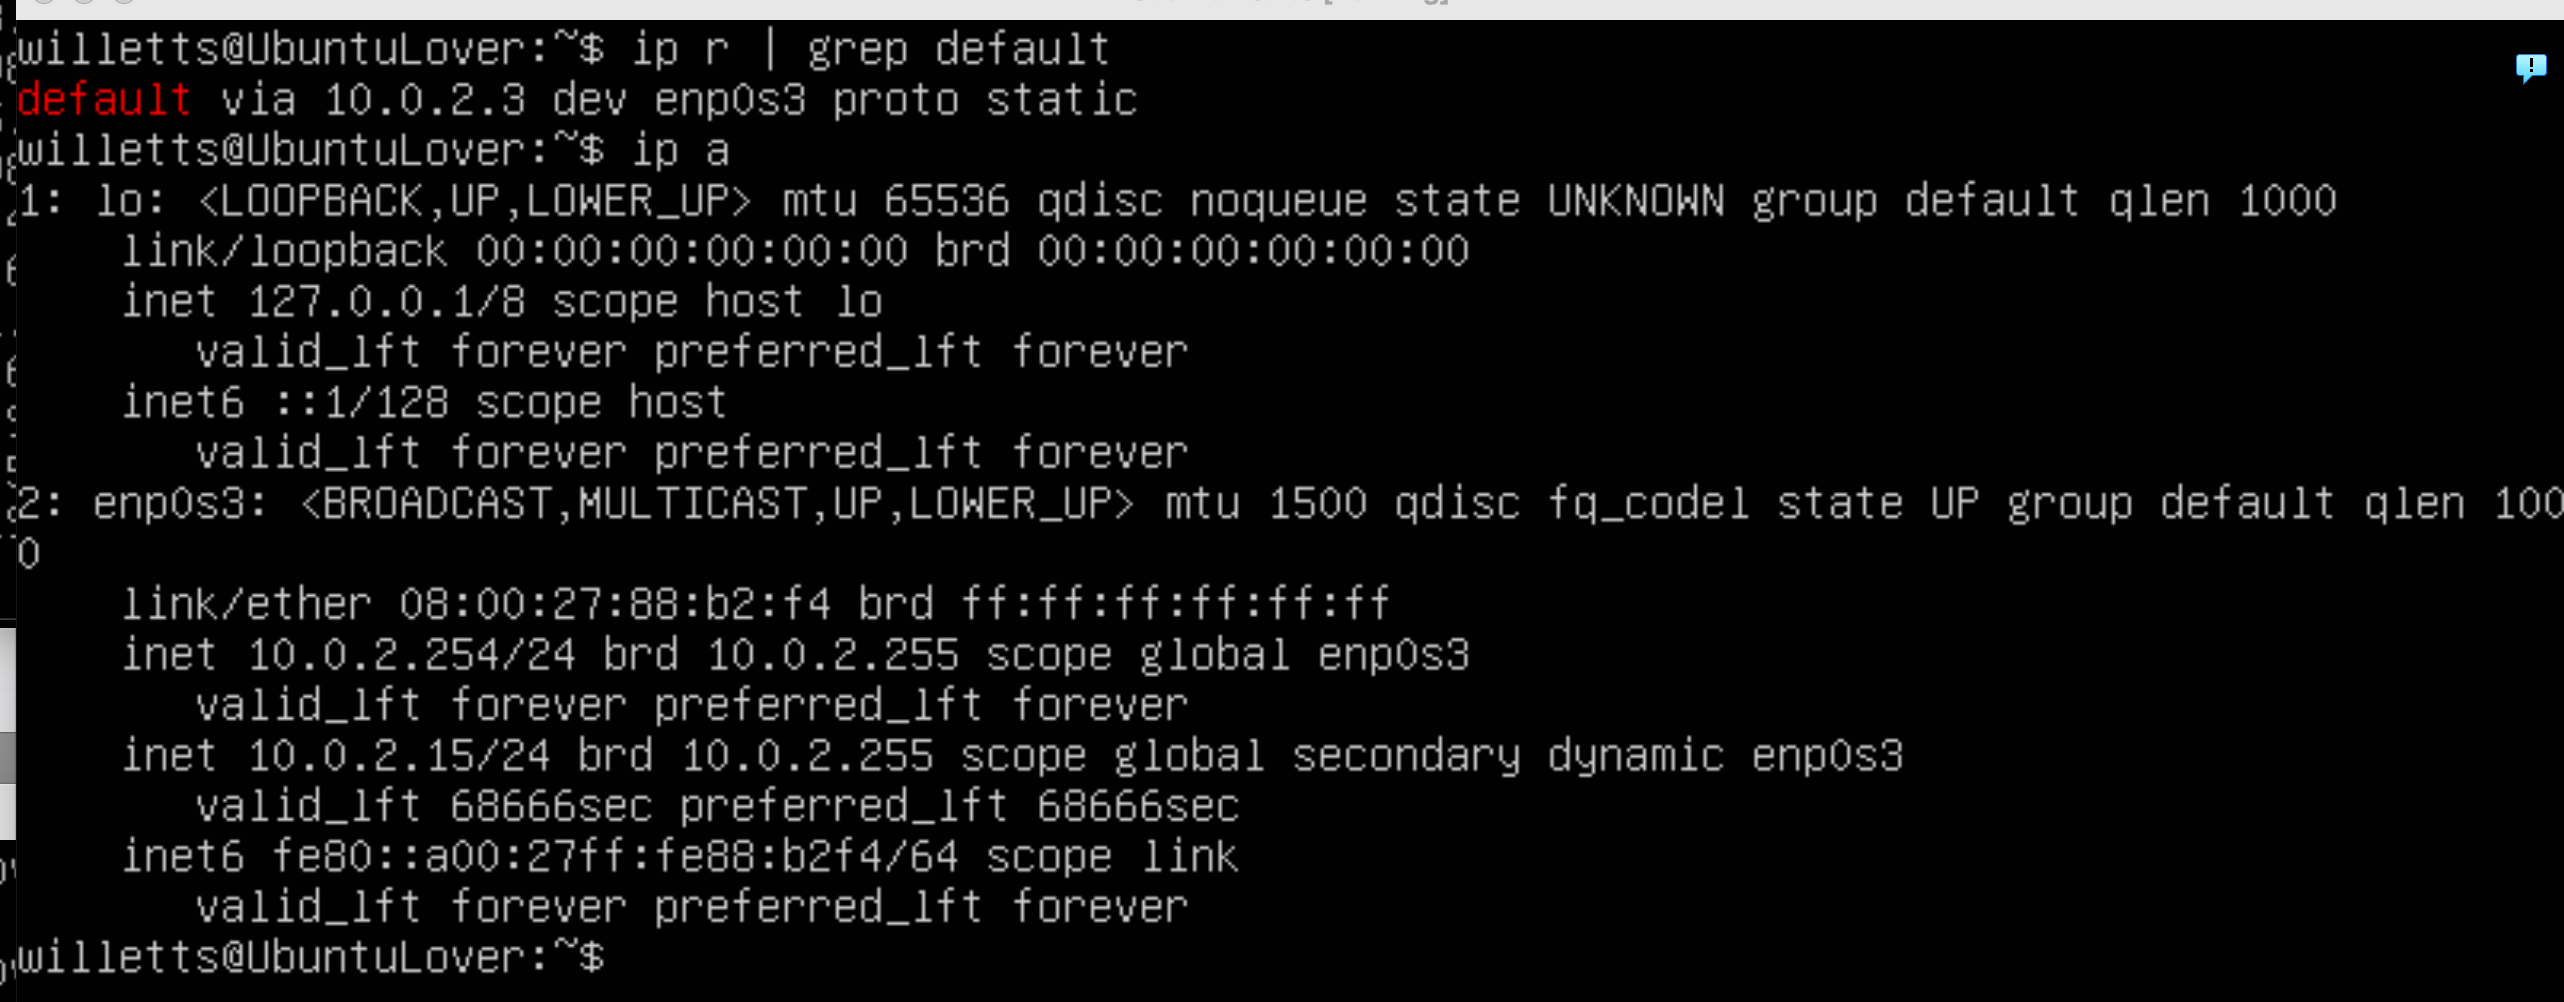 willetts@UbuntuLover:~$ ip r | grep default
default via 10.0.2.3 dev enp0s3 proto static
willetts@UbuntuLover:~$ ip a
1: lo: <LOOPBACK,UP,LOWER_UP> mtu 65536 qdisc noqueue state UNKNOWN group default qlen 1000
link/loopback 00:00:00:00:00:00 brd 00:00:00:00:00:00
inet 127.0.0.1/8 scope host lo
valid_lft forever preferred_lft forever
inet6 ::1/128 scope host
valid_lft forever preferred_lft forever
2: enp0s3: <BROADCAST,MULTICAST,UP,LOWER_UP> mtu 1500 qdisc fq_codel state UP group default qlen 100
0
link/ether 08:00:27:88:b2:f4 brd ff:ff:ff:ff:ff:ff
inet 10.0.2.254/24 brd 10.0.2.255 scope global enp0s3
valid_lft forever preferred_lft forever
inet 10.0.2.15/24 brd 10.0.2.255 scope global secondary dynamic enp0s3
valid_lft 68666sec preferred_lft 68666sec
inet6 fe80::a00:27ff:fe88:b2f4/64 scope link
valid_lft forever preferred_lft forever
willetts@UbuntuLover:~$